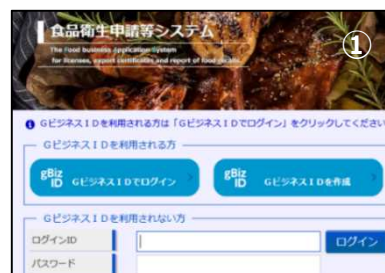 食品衛生申請等システム
The Food business Application System
for licenses, export certificates and report of food recalls.
①
GビジネスIDを利用される方は「GビジネスIDでログイン」をクリックしてください
GビジネスIDを利用される方
gBiz ID GビジネスIDでログイン
gBiz ID GビジネスIDを作成
GビジネスIDを利用されない方
ログインID
ログイン
パスワード